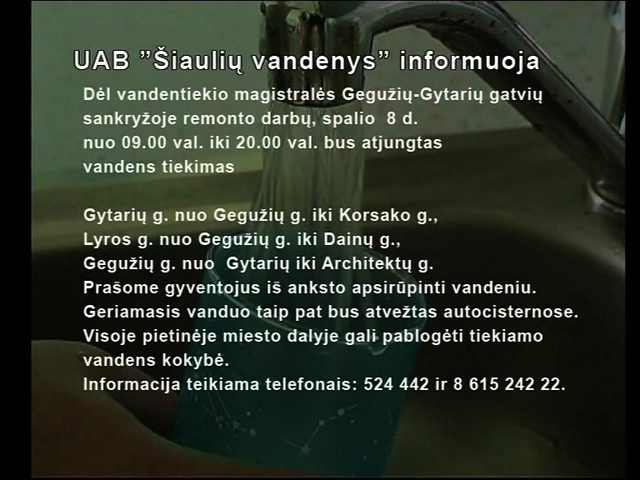 UAB ”Šiaulių vandenys” informuoja
Dėl vandentiekio magistralės Gegužių-Gytarių gatvių
sankryžoje remonto darbų, spalio 8 d.
nuo 09.00 val. iki 20.00 val. bus atjungtas
vandens tiekimas
Gytarių g. nuo Gegužių g. iki Korsako g.,
Lyros g. nuo Gegužių g. iki Dainų g.,
Gegužių g. nuo Gytarių iki Architektų g.
Prašome gyventojus iš anksto apsirūpinti vandeniu.
Geriamasis vanduo taip pat bus atvežtas autocisternose.
Visoje pietinėje miesto dalyje gali pablogėti tiekiamo
vandens kokybė.
Informacija teikiama telefonais: 524 442 ir 8 615 242 22.